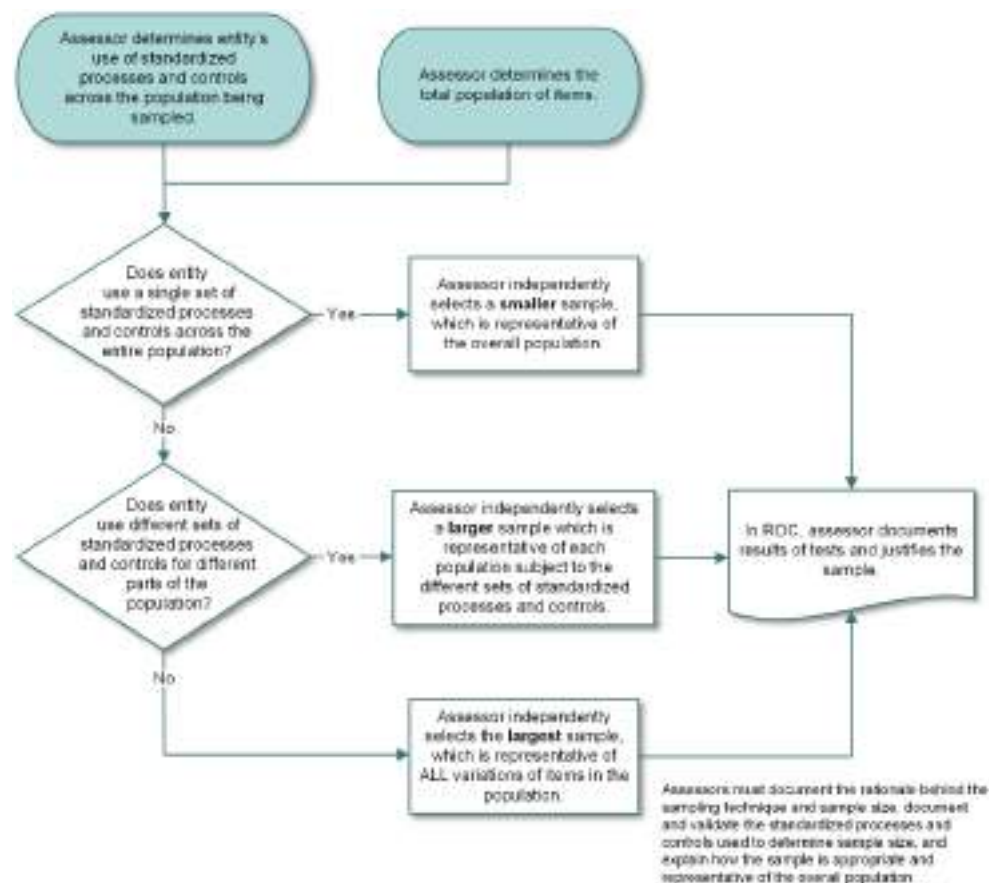 Assessor determines entity's
use of standardized
processes and controls
across the population being
sampled.
Assessor determines the
total population of items.
Does entity
use a single set of
standardized processes
and controls across the
entire population?
Yes
Assessor independently
selects a smaller sample,
which is representative of
the overall population.
No
Does entity
use different sets of
standardized processes
and controls for different
parts of the
population?
Yes
Assessor independently selects
a larger sample which is
representative of each
population subject to the
different sets of standardized
processes and controls.
In ROC, assessor documents
results of tests and justifies the
sample.
No
Assessor independently
selects the largest sample,
which is representative of
ALL variations of items in the
population.
Assessors must document the rationale behind the
sampling technique and sample size, document
and validate the standardized processes and
controls used to determine sample size, and
explain how the sample is appropriate and
representative of the overall population